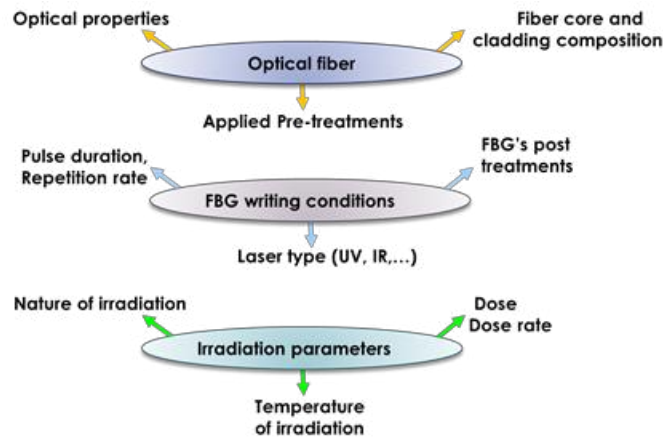 Optical properties
Fiber core and
cladding composition
Optical fiber
Applied Pre-treatments
Pulse duration,
Repetition rate
FBG's post
treatments
FBG writing conditions
Laser type (UV, IR,...)
Nature of irradiation
Dose
Dose rate
Irradiation parameters
Temperature
of irradiation